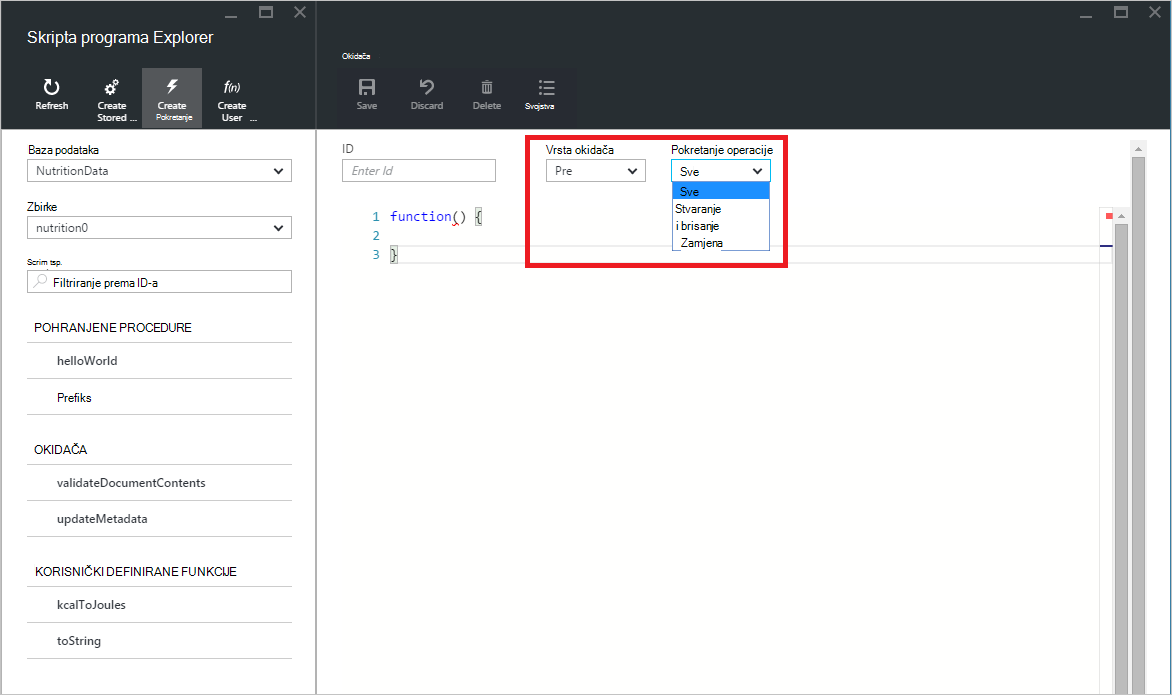 Skripta programa Explorer
Refresh
Create
Stored ...
Create
Pokretanje
f(n)
Create
User ...
Baza podataka
NutritionData
Zbirke
nutrition0
Scrim tsp.
Filtriranje prema ID-a
POHRANJENE PROCEDURE
helloWorld
Prefiks
OKIDAČA
validateDocumentContents
updateMetadata
KORISNIČKI DEFINIRANE FUNKCIJE
kcalToJoules
toString
Okidača
Save
Discard
Delete
Svojstva
ID
Enter Id
Vrsta okidača
Pre
Pokretanje operacije
Sve
Sve
Stvaranje
i brisanje
Zamjena
1 function() {
2
3 }